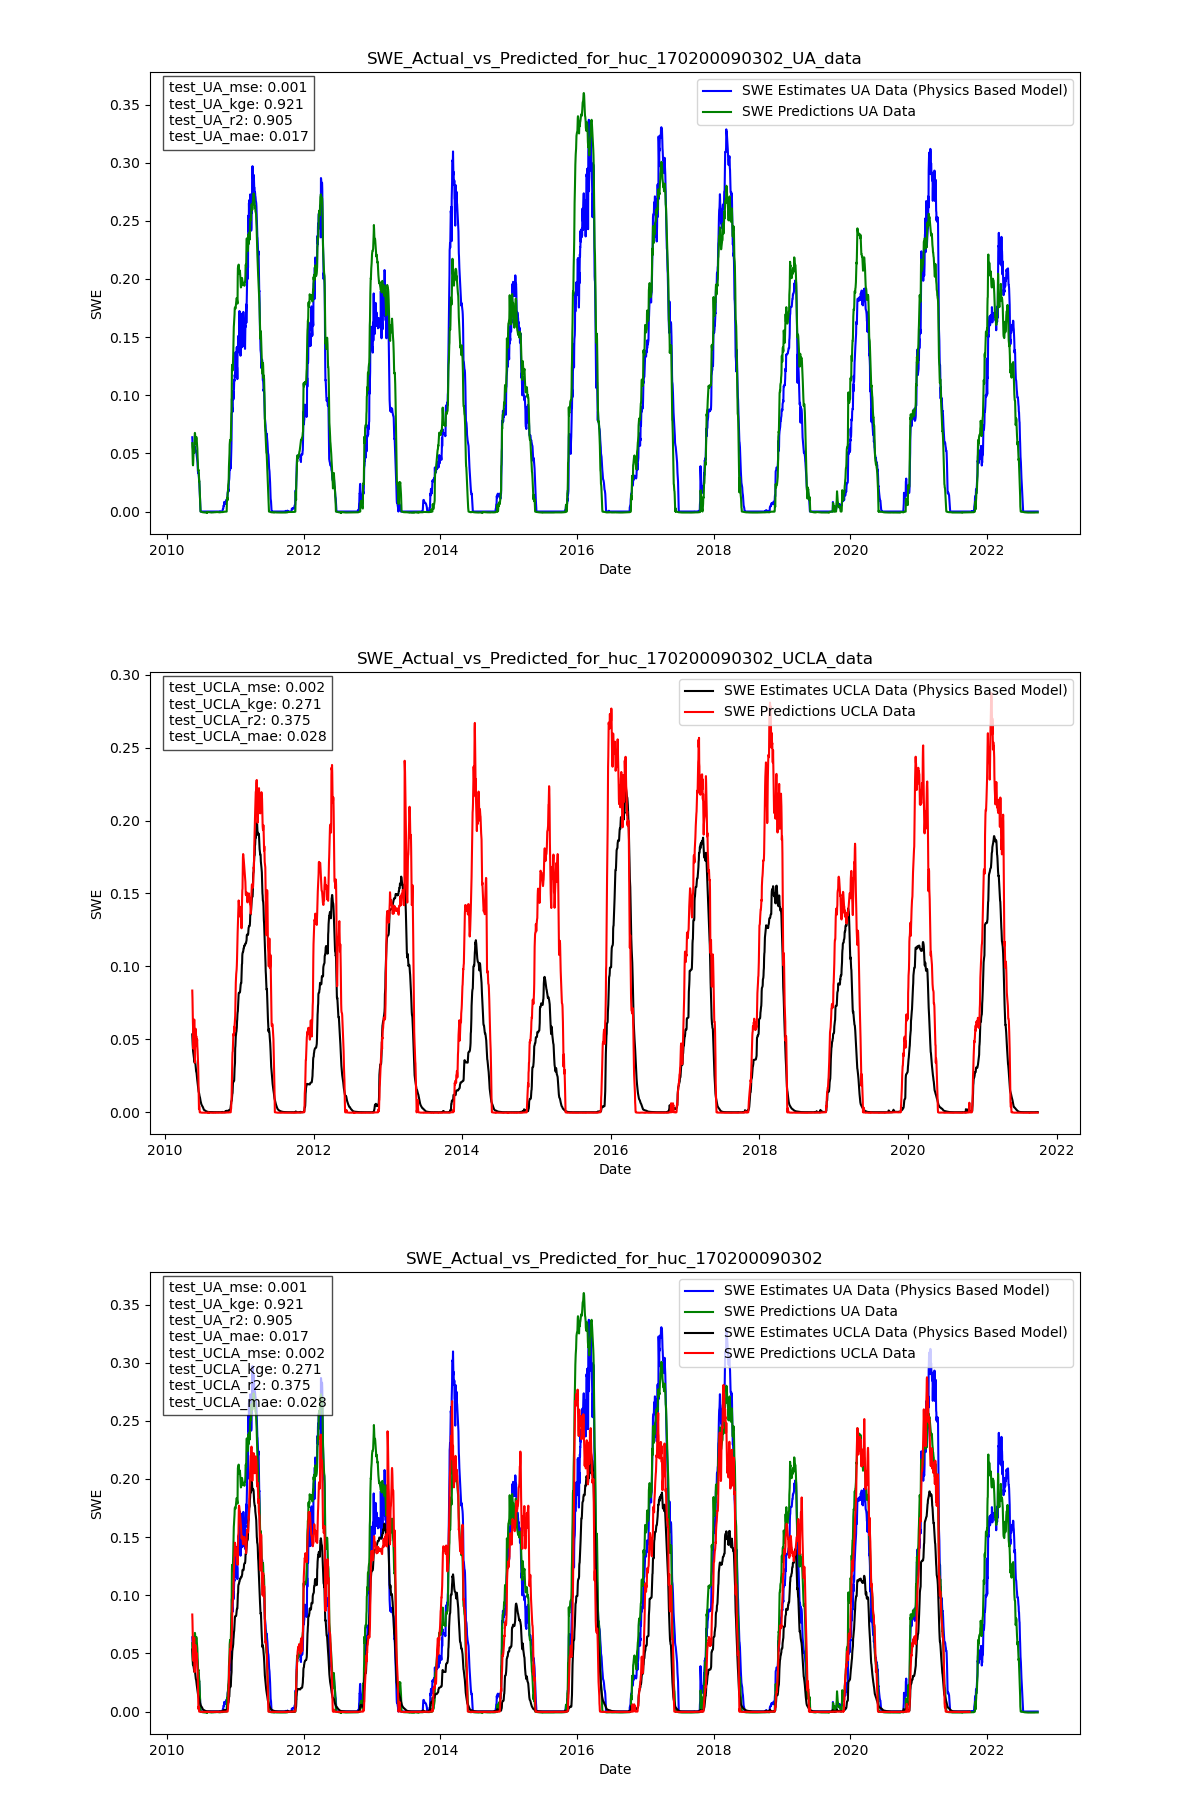 SWE_Actual_vs_Predicted_for_huc_170200090302_UA_data
test_UA_mse: 0.001
test_UA_kge: 0.921
test_UA_r2: 0.905
test_UA_mae: 0.017
SWE Estimates UA Data (Physics Based Model)
SWE Predictions UA Data
0.35
0.30
0.25
0.20
0.15
0.10
0.05
0.00
SWE
2010 2012 2014 2016 2018 2020 2022
Date
SWE_Actual_vs_Predicted_for_huc_170200090302_UCLA_data
test_UCLA_mse: 0.002
test_UCLA_kge: 0.271
test_UCLA_r2: 0.375
test_UCLA_mae: 0.028
SWE Estimates UCLA Data (Physics Based Model)
SWE Predictions UCLA Data
0.30
0.25
0.20
0.15
0.10
0.05
0.00
SWE
2010 2012 2014 2016 2018 2020 2022
Date
SWE_Actual_vs_Predicted_for_huc_170200090302
test_UA_mse: 0.001
test_UA_kge: 0.921
test_UA_r2: 0.905
test_UA_mae: 0.017
test_UCLA_mse: 0.002
test_UCLA_kge: 0.271
test_UCLA_r2: 0.375
test_UCLA_mae: 0.028
SWE Estimates UA Data (Physics Based Model)
SWE Predictions UA Data
SWE Estimates UCLA Data (Physics Based Model)
SWE Predictions UCLA Data
0.35
0.30
0.25
0.20
0.15
0.10
0.05
0.00
SWE
2010 2012 2014 2016 2018 2020 2022
Date